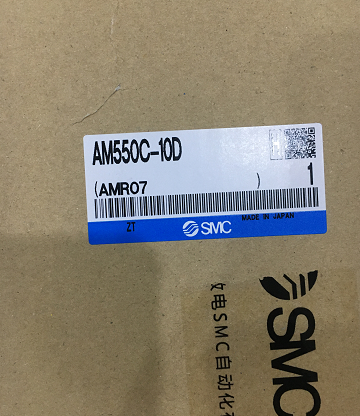 AM550C-10D
(AMR07 )
1
ZT
SMC
MADE IN JAPAN
SMC
电SMC自动化